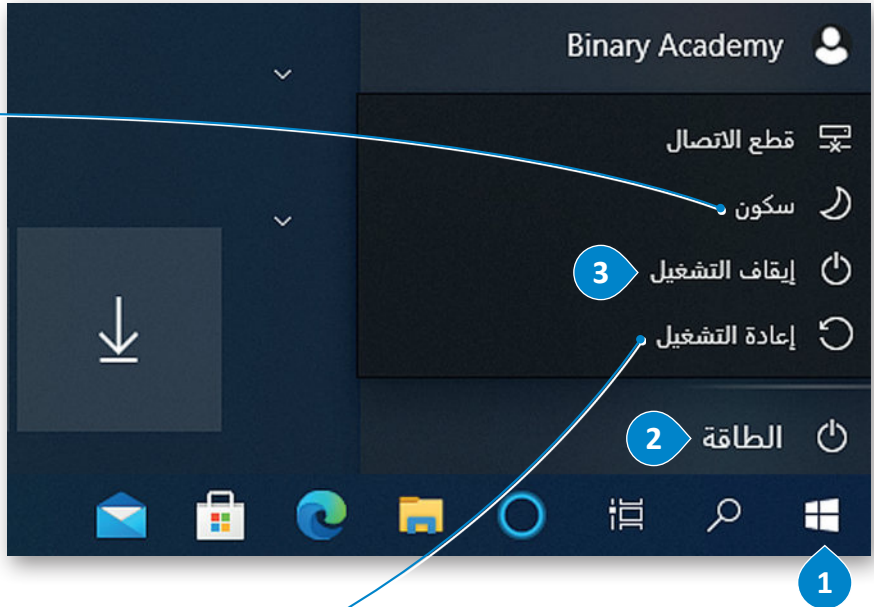 Binary Academy
قطع الاتصال
سكون
إيقاف التشغيل 3
إعادة التشغيل
الطاقة 2
1